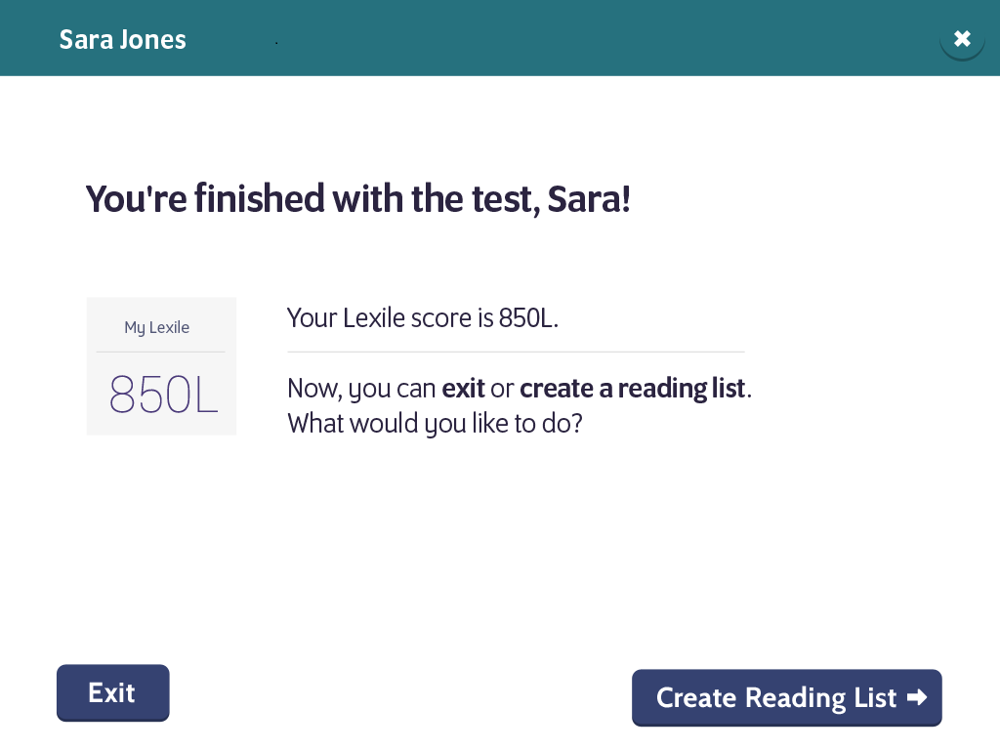 Sara Jones
You're finished with the test, Sara!
My Lexile
850L
Your Lexile score is 850L.
Now, you can exit or create a reading list.
What would you like to do?
Exit
Create Reading List